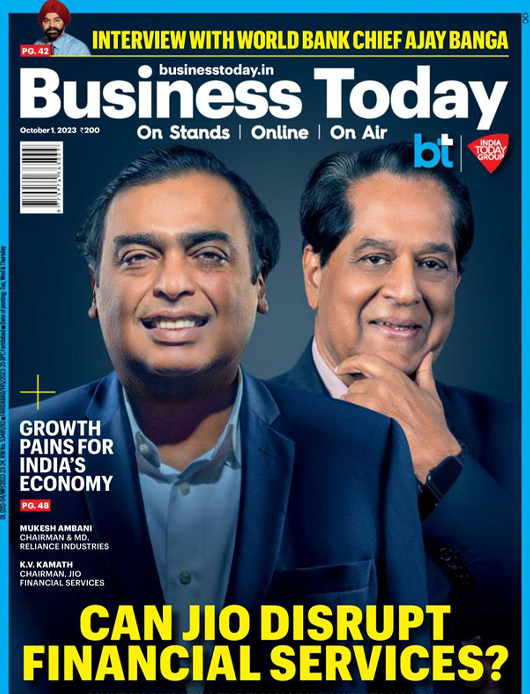 PG. 42
INTERVIEW WITH WORLD BANK CHIEF AJAY BANGA
businesstoday.in
Business Today
October 1, 2023 ₹200
On Stands | Online | On Air
bt
INDIA
TODAY
GROUP
GROWTH
PAINS FOR
INDIA'S
ECONOMY
PG. 48
MUKESH AMBANI
CHAIRMAN & MD,
RELIANCE INDUSTRIES
K.V. KAMATH
CHAIRMAN, JIO
FINANCIAL SERVICES
CAN JIO DISRUPT
FINANCIAL SERVICES?